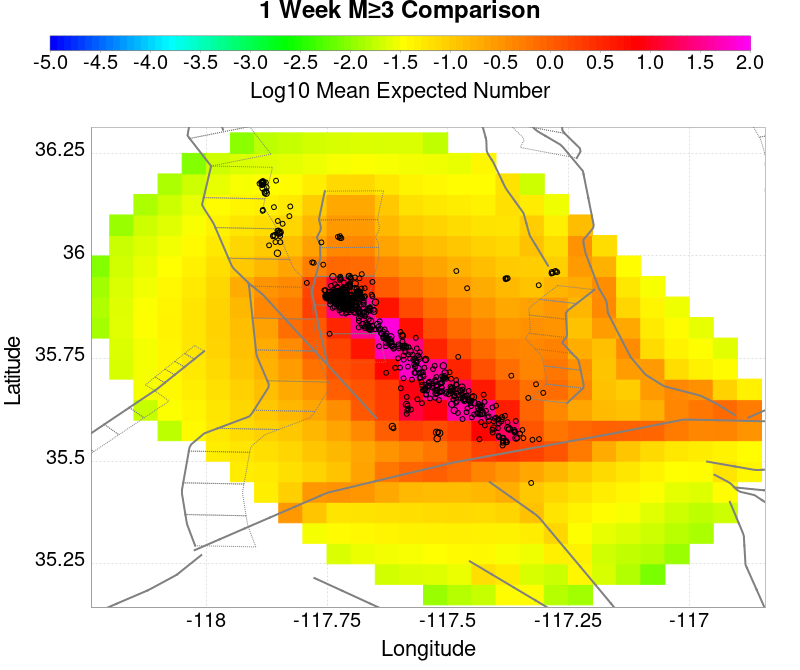 1 Week M≥3 Comparison
-5.0 -4.5 -4.0 -3.5 -3.0 -2.5 -2.0 -1.5 -1.0 -0.5 0.0 0.5 1.0 1.5 2.0
Log10 Mean Expected Number
36.25
36
35.75
35.5
35.25
Latitude
-118 -117.75 -117.5 -117.25 -117
Longitude